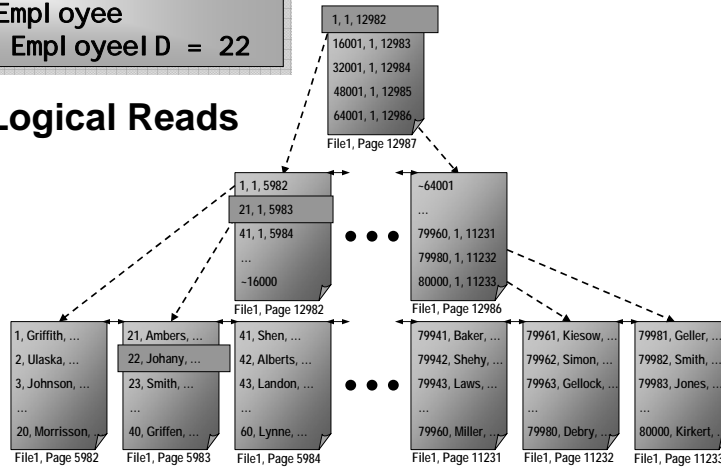 Employee
EmployeeID = 22
Logical Reads
1, 1, 12982
16001, 1, 12983
32001, 1, 12984
48001, 1, 12985
64001, 1, 12986
File1, Page 12987
1, 1, 5982
21, 1, 5983
41, 1, 5984
...
~16000
File1, Page 12982
~64001
...
79960, 1, 11231
79980, 1, 11232
80000, 1, 11233
File1, Page 12986
1, Griffith, ...
2, Ulaska, ...
3, Johnson, ...
...
20, Morrisson, ...
File1, Page 5982
21, Ambers, ...
22, Johany, ...
23, Smith, ...
...
40, Griffen, ...
File1, Page 5983
41, Shen, ...
42, Alberts, ...
43, Landon, ...
...
60, Lynne, ...
File1, Page 5984
79941, Baker, ...
79942, Shehy, ...
79943, Laws, ...
...
79960, Miller, ...
File1, Page 11231
79961, Kiesow, ...
79962, Simon, ...
79963, Gellock, ...
...
79980, Debry, ...
File1, Page 11232
79981, Geller, ...
79982, Smith, ...
79983, Jones, ...
...
80000, Kirkert, ...
File1, Page 11233